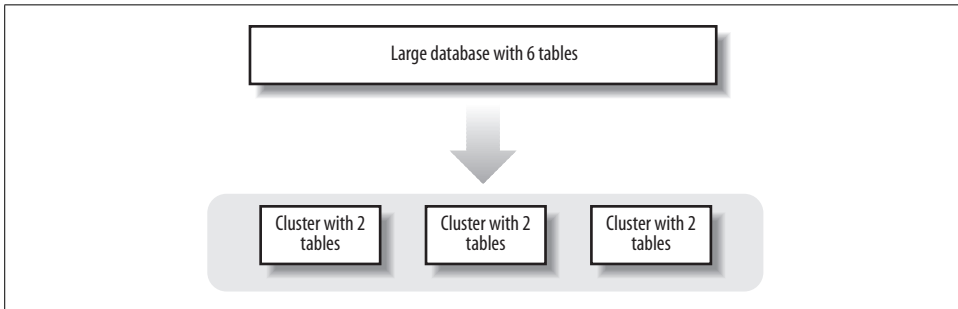 Large database with 6 tables
Cluster with 2
tables
Cluster with 2
tables
Cluster with 2
tables